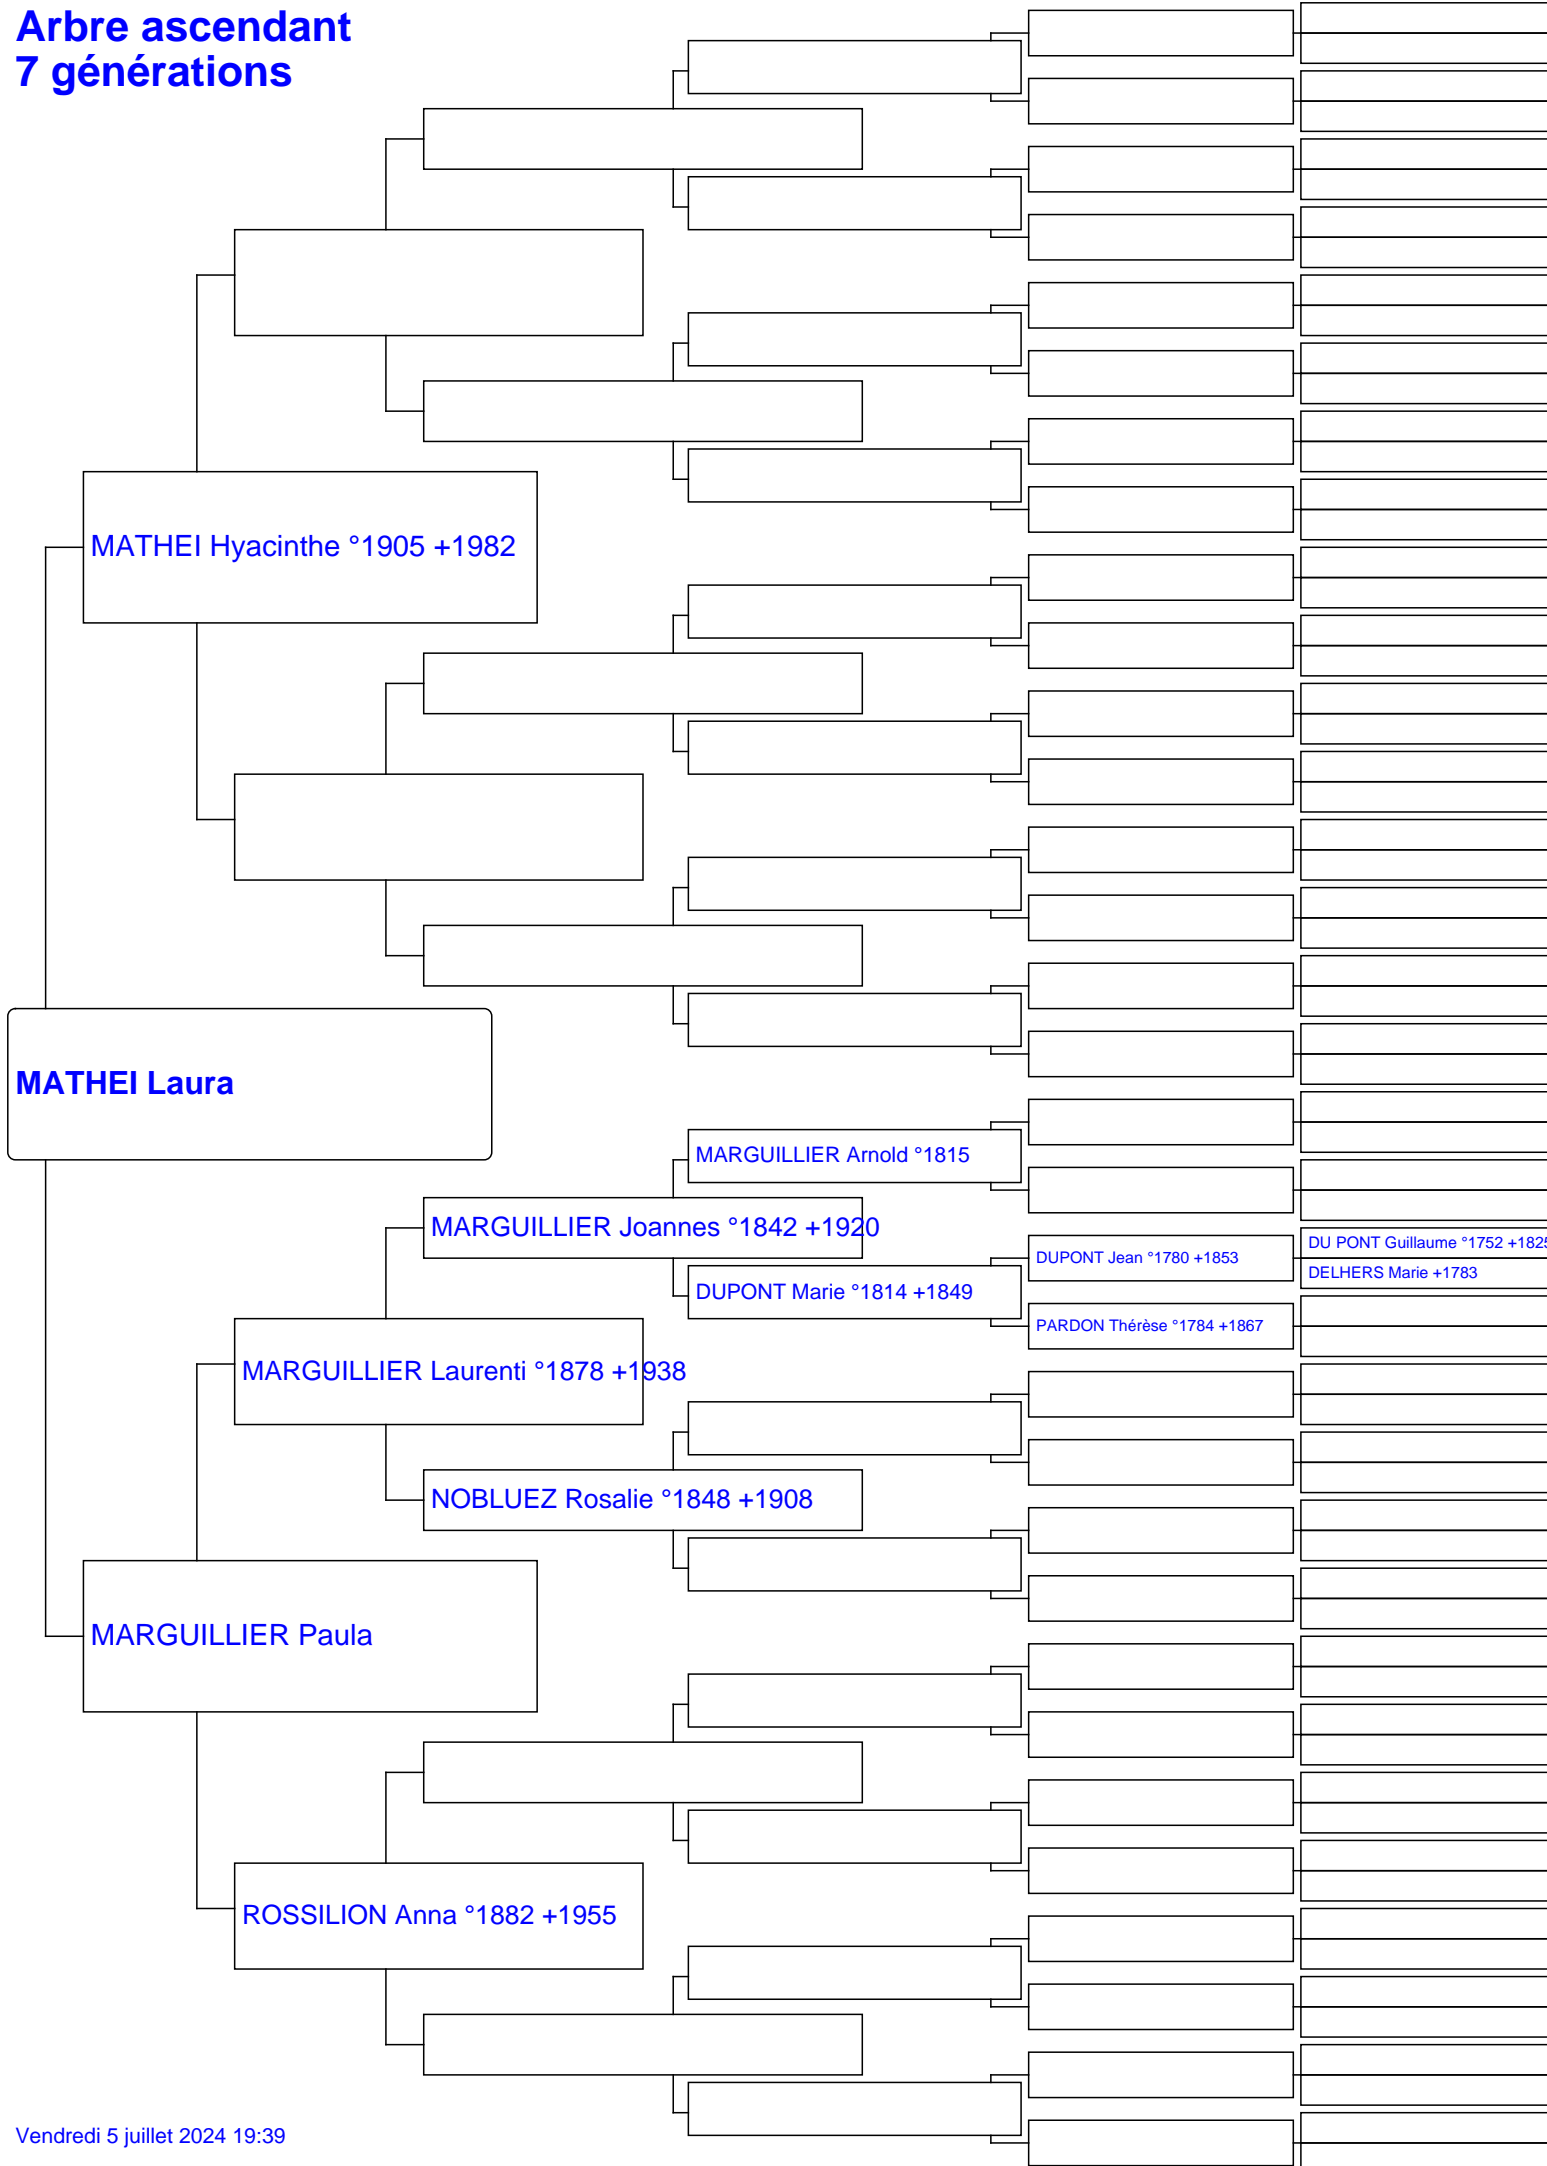 Arbre ascendant
7 générations
MATHEI Hyacinthe °1905 +1982
MATHEI Laura
MARGUILLIER Arnold °1815
MARGUILLIER Joannes °1842 +1920
DU PONT Guillaume °1752 +1825
DUPONT Jean °1780 +1853
DELHERS Marie +1783
DUPONT Marie °1814 +1849
PARDON Thérèse °1784 +1867
MARGUILLIER Laurenti °1878 +1938
NOBLUEZ Rosalie °1848 +1908
MARGUILLIER Paula
ROSSILION Anna °1882 +1955
Vendredi 5 juillet 2024 19:39